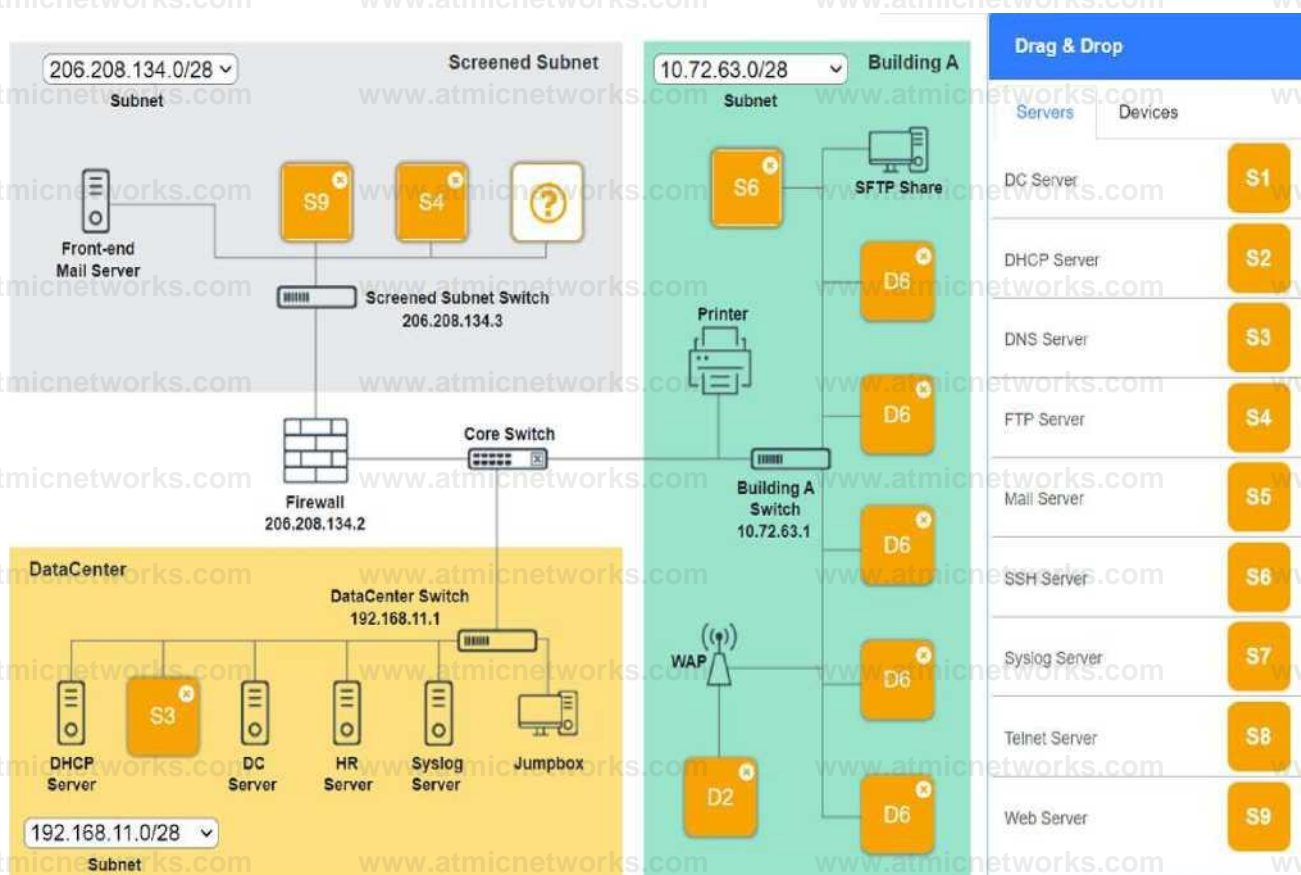 206.208.134.0/28
Subnet
Screened Subnet
Front-end
Mail Server
S9
S4
?
Screened Subnet Switch
206.208.134.3
Firewall
206.208.134.2
Core Switch
10.72.63.0/28
Subnet
Building A
S6
SFTP Share
D6
Printer
D6
Building A
Switch
10.72.63.1
D6
WAP
D6
D2
D6
DataCenter
DataCenter Switch
192.168.11.1
DHCP
Server
S3
DC
Server
HR
Server
Syslog
Server
Jumpbox
192.168.11.0/28
Subnet
Drag & Drop
Servers
Devices
DC Server
S1
DHCP Server
S2
DNS Server
S3
FTP Server
S4
Mail Server
S5
SSH Server
S6
Syslog Server
S7
Telnet Server
S8
Web Server
S9
www.atmicnetworks.com